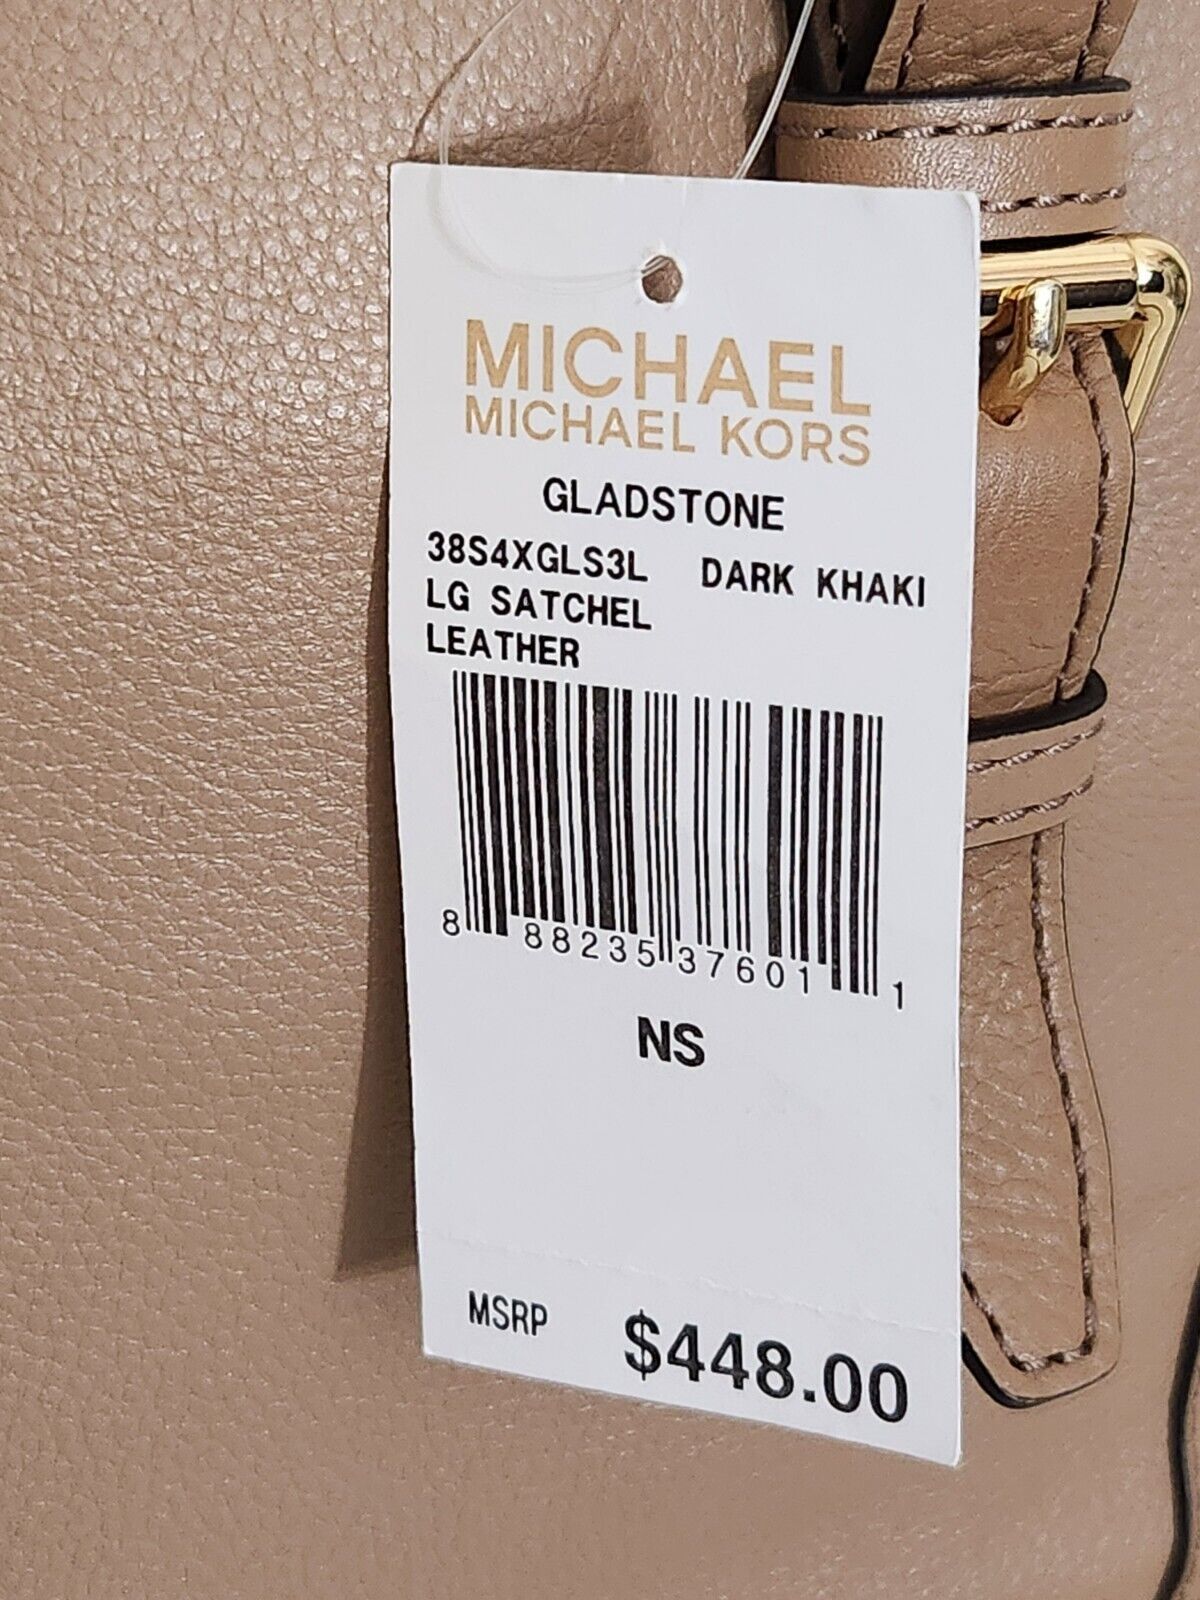 MICHAEL
MICHAEL KORS
GLADSTONE
38S4XGLS3L DARK KHAKI
LG SATCHEL
LEATHER
8 88235 37601 1
NS
MSRP $448.00